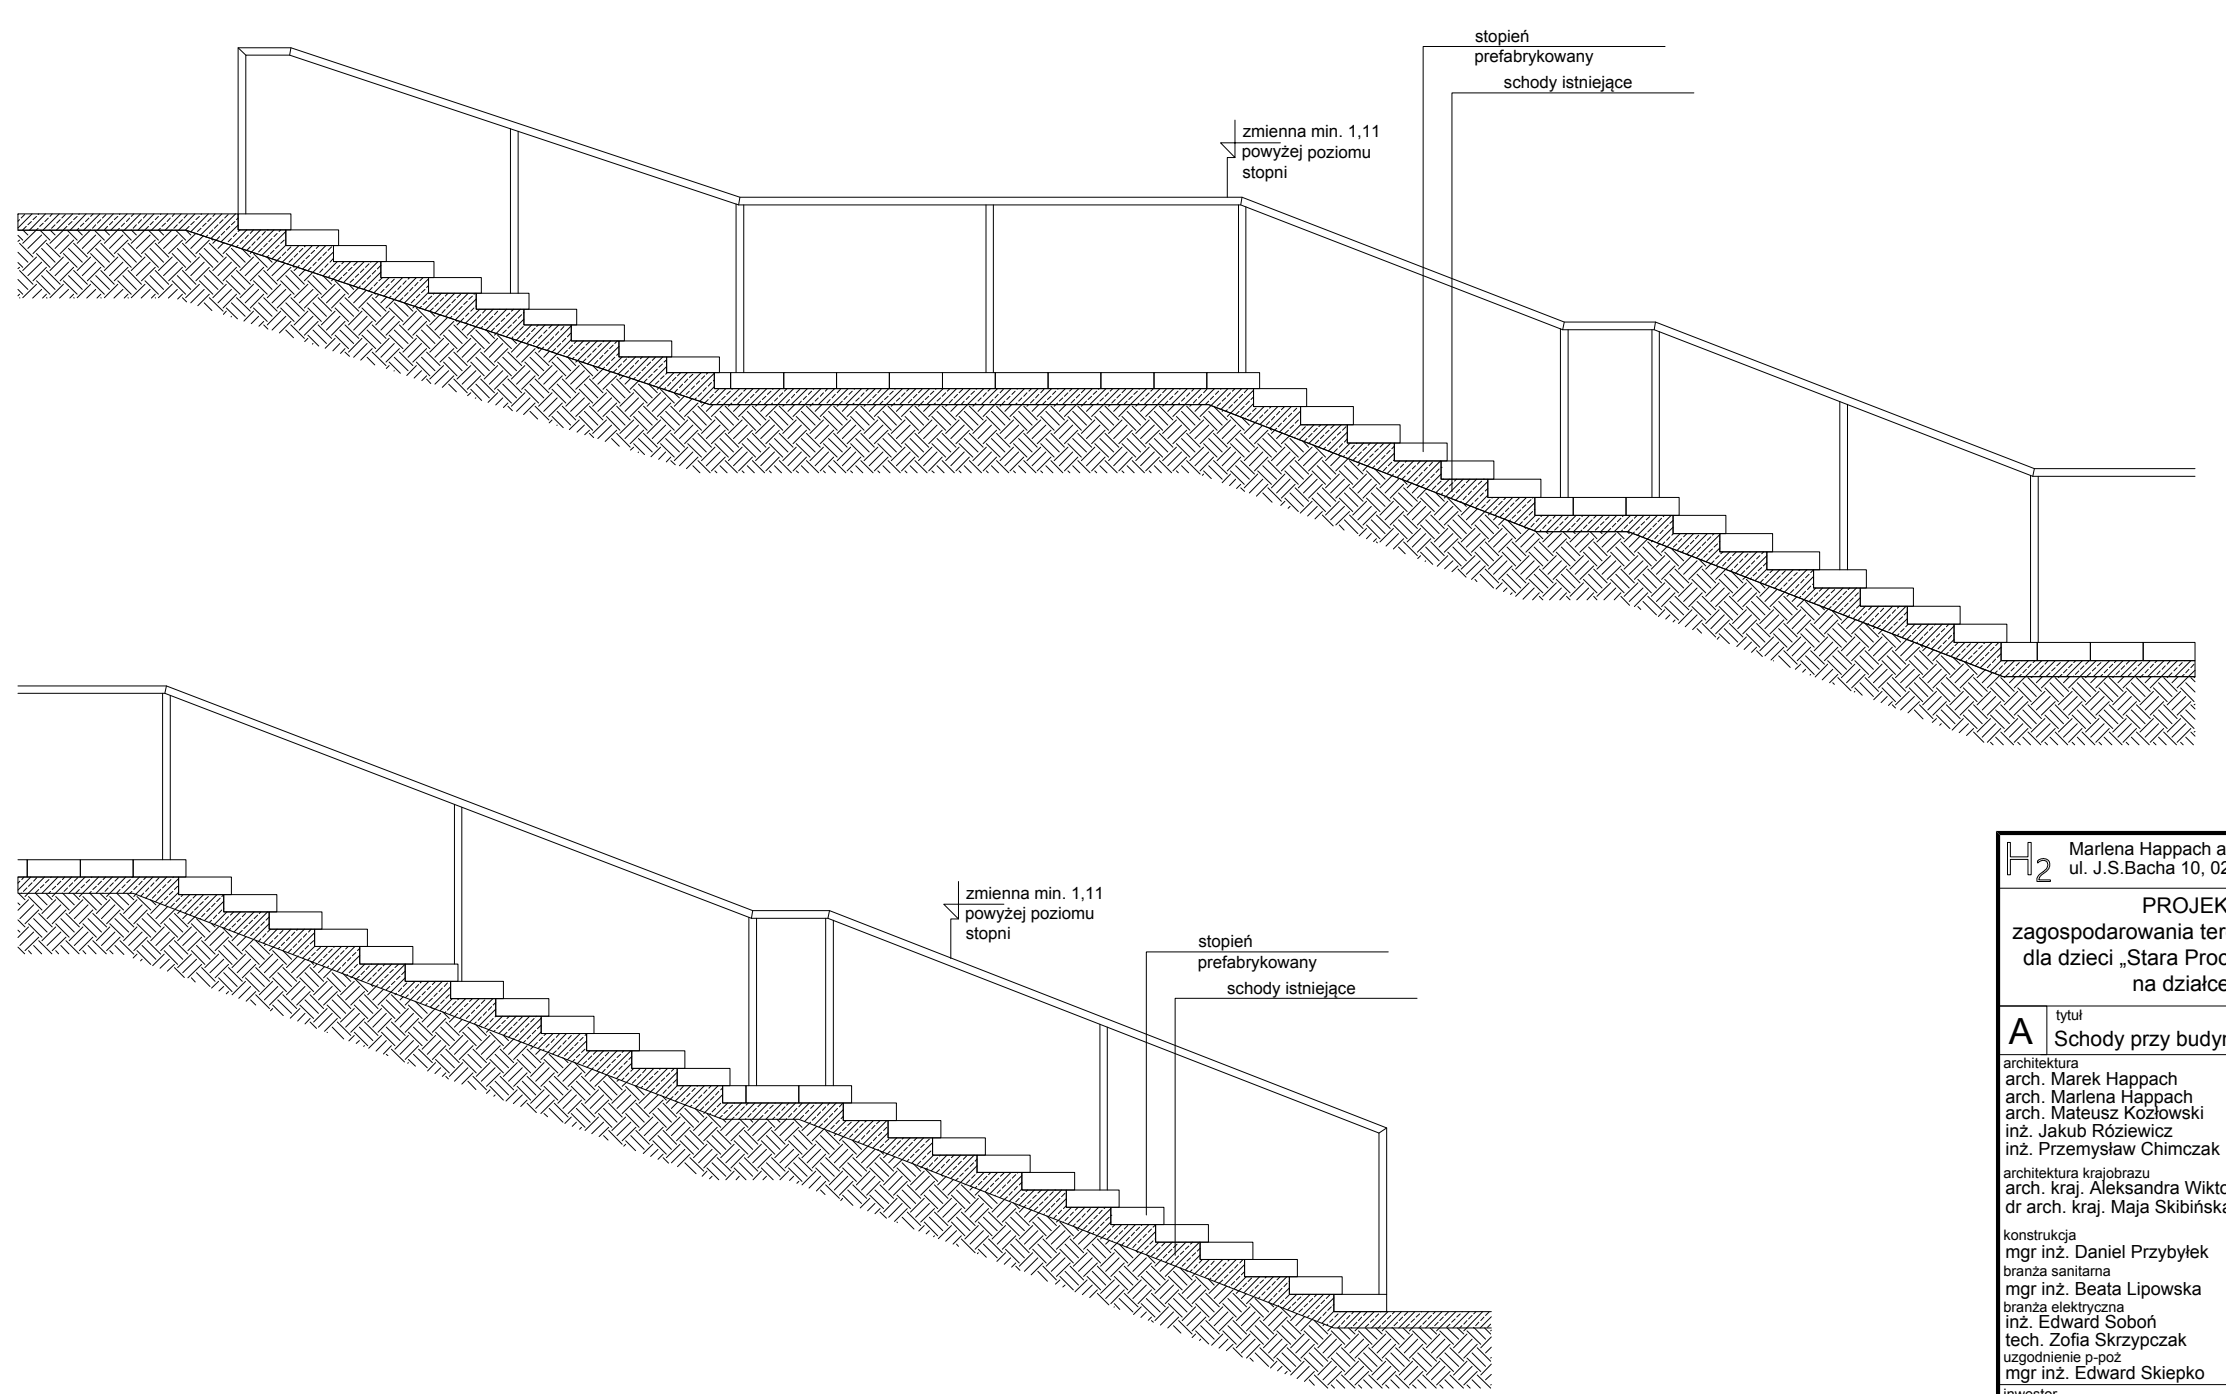 stopień
prefabrykowany
schody istniejące
zmienna min. 1,11
powyżej poziomu
stopni
zmienna min. 1,11
powyżej poziomu
stopni
stopień
prefabrykowany
schody istniejące
H2
Marlena Happach a
ul. J.S.Bacha 10, 02
PROJEK
zagospodarowania ter
dla dzieci „Stara Proc
na działce
A
tytuł
Schody przy budyn
architektura
arch. Marek Happach
arch. Marlena Happach
arch. Mateusz Kozłowski
inż. Jakub Róziewicz
inż. Przemysław Chimczak
architektura krajobrazu
arch. kraj. Aleksandra Wikto
dr arch. kraj. Maja Skibińska
konstrukcja
mgr inż. Daniel Przybyłek
branża sanitarna
mgr inż. Beata Lipowska
branża elektryczna
inż. Edward Soboń
tech. Zofia Skrzypczak
uzgodnienie p-poż
mgr inż. Edward Skiepko
inwestor